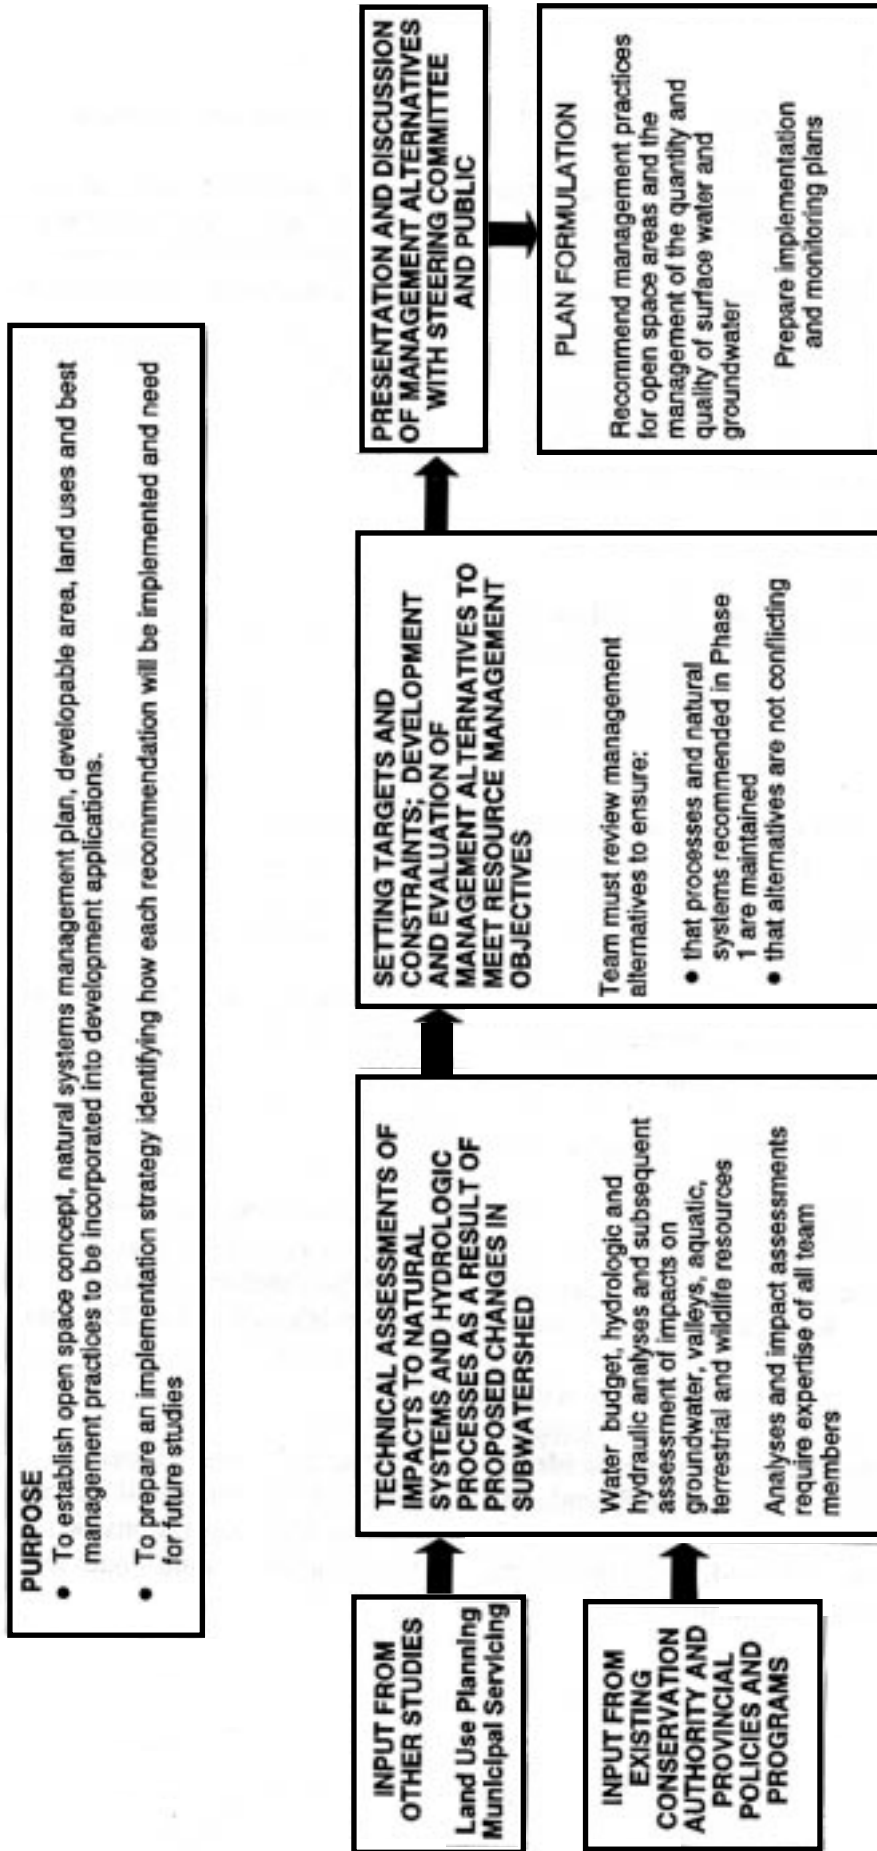 PURPOSE
• To establish open space concept, natural systems management plan, developable area, land uses and best
management practices to be incorporated into development applications.
• To prepare an implementation strategy identifying how each recommendation will be implemented and need
for future studies
INPUT FROM
OTHER STUDIES
Land Use Planning
Municipal Servicing
INPUT FROM
EXISTING
CONSERVATION
AUTHORITY AND
PROVINCIAL
POLICIES AND
PROGRAMS
TECHNICAL ASSESSMENTS OF
IMPACTS TO NATURAL
SYSTEMS AND HYDROLOGIC
PROCESSES AS A RESULT OF
PROPOSED CHANGES IN
SUBWATERSHED
Water budget, hydrologic and
hydraulic analyses and subsequent
assessment of impacts on
groundwater, valleys, aquatic,
terrestrial and wildlife resources
Analyses and impact assessments
require expertise of all team
members
SETTING TARGETS AND
CONSTRAINTS; DEVELOPMENT
AND EVALUATION OF
MANAGEMENT ALTERNATIVES TO
MEET RESOURCE MANAGEMENT
OBJECTIVES
Team must review management
alternatives to ensure:
• that processes and natural
systems recommended in Phase
1 are maintained
• that alternatives are not conflicting
PRESENTATION AND DISCUSSION
OF MANAGEMENT ALTERNATIVES
WITH STEERING COMMITTEE
AND PUBLIC
PLAN FORMULATION
Recommend management practices
for open space areas and the
management of the quantity and
quality of surface water and
groundwater
Prepare implementation
and monitoring plans